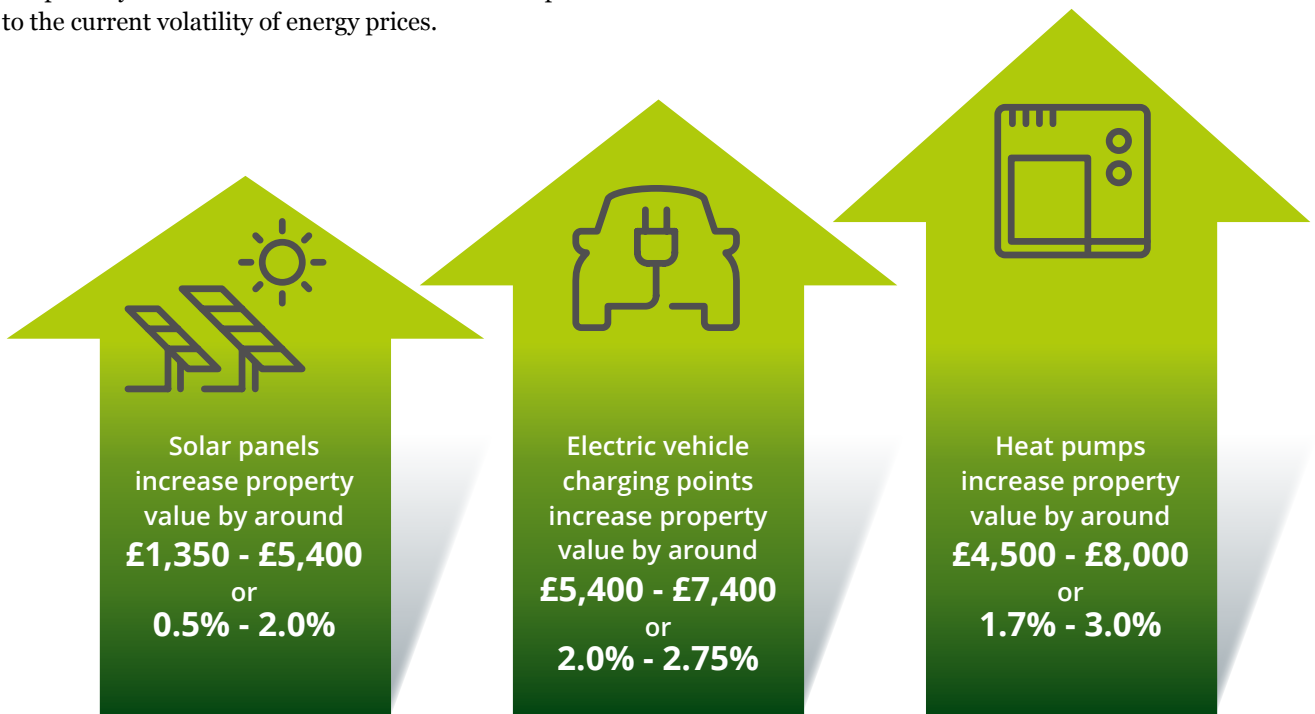 to the current volatility of energy prices.
Solar panels
increase property
value by around
£1,350 - £5,400
or
0.5% - 2.0%
Electric vehicle
charging points
increase property
value by around
£5,400 - £7,400
or
2.0% - 2.75%
Heat pumps
increase property
value by around
£4,500 - £8,000
or
1.7% - 3.0%